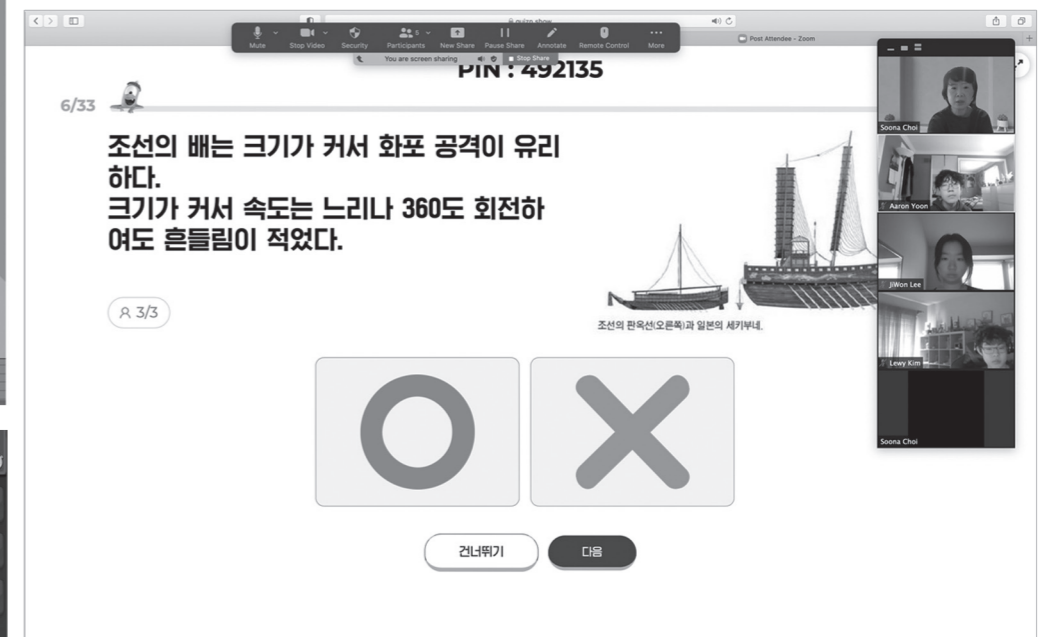 quizn.show
Post Attendee - Zoom
Mute
Stop Video
Security
5
Participants
New Share
Pause Share
Annotate
Remote Control
More
You are screen sharing
Stop Share
PIN : 492135
6/33
조선의 배는 크기가 커서 화포 공격이 유리
하다.
크기가 커서 속도는 느리나 360도 회전하
여도 흔들림이 적었다.
3/3
조선의 판옥선(오른쪽)과 일본의 세키부네.
건너뛰기
다음
Soona Choi
Aaron Yoon
JiWon Lee
Lewy Kim
Soona Choi